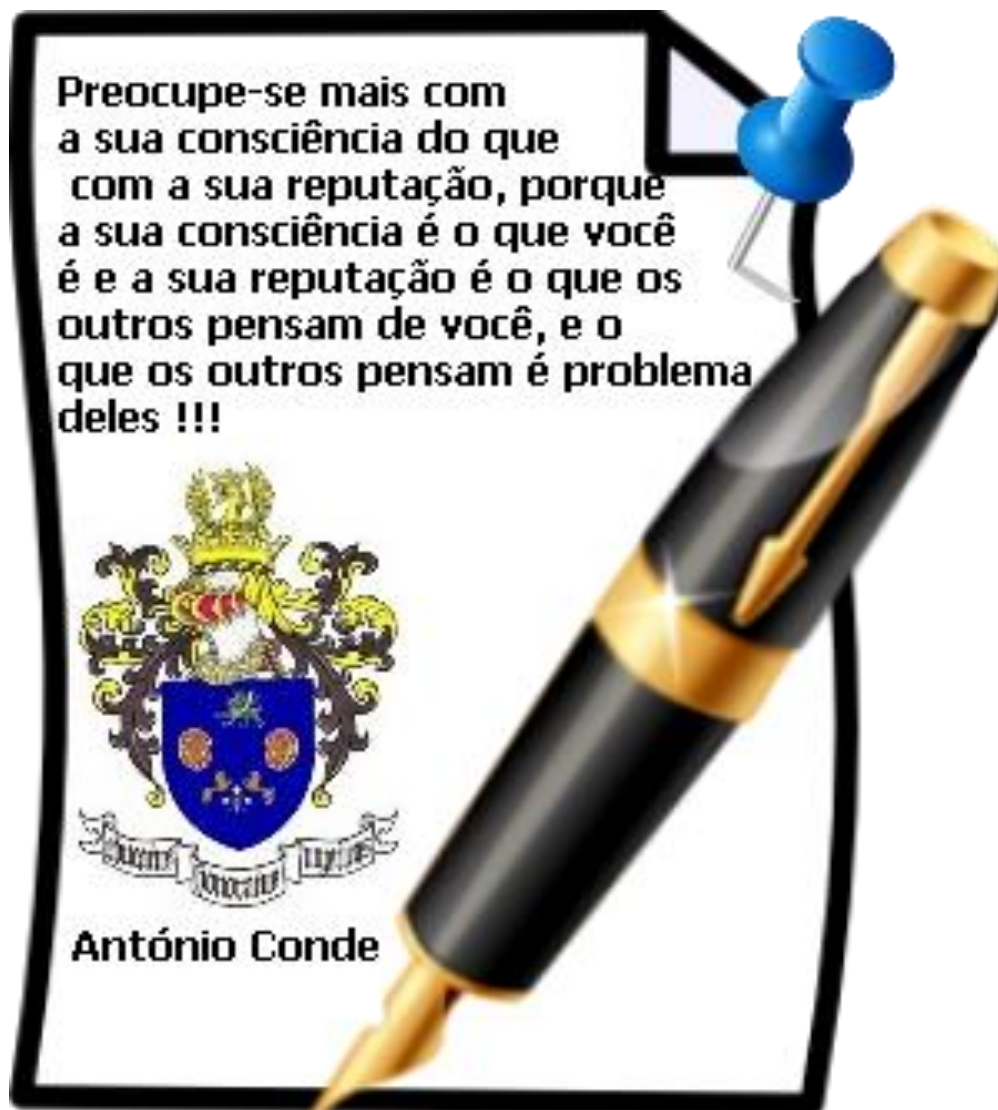 Preocupe-se mais com
a sua consciência do que
com a sua reputação, porque
a sua consciência é o que você
é e a sua reputação é o que os
outros pensam de você, e o
que os outros pensam é problema
deles !!!
António Conde